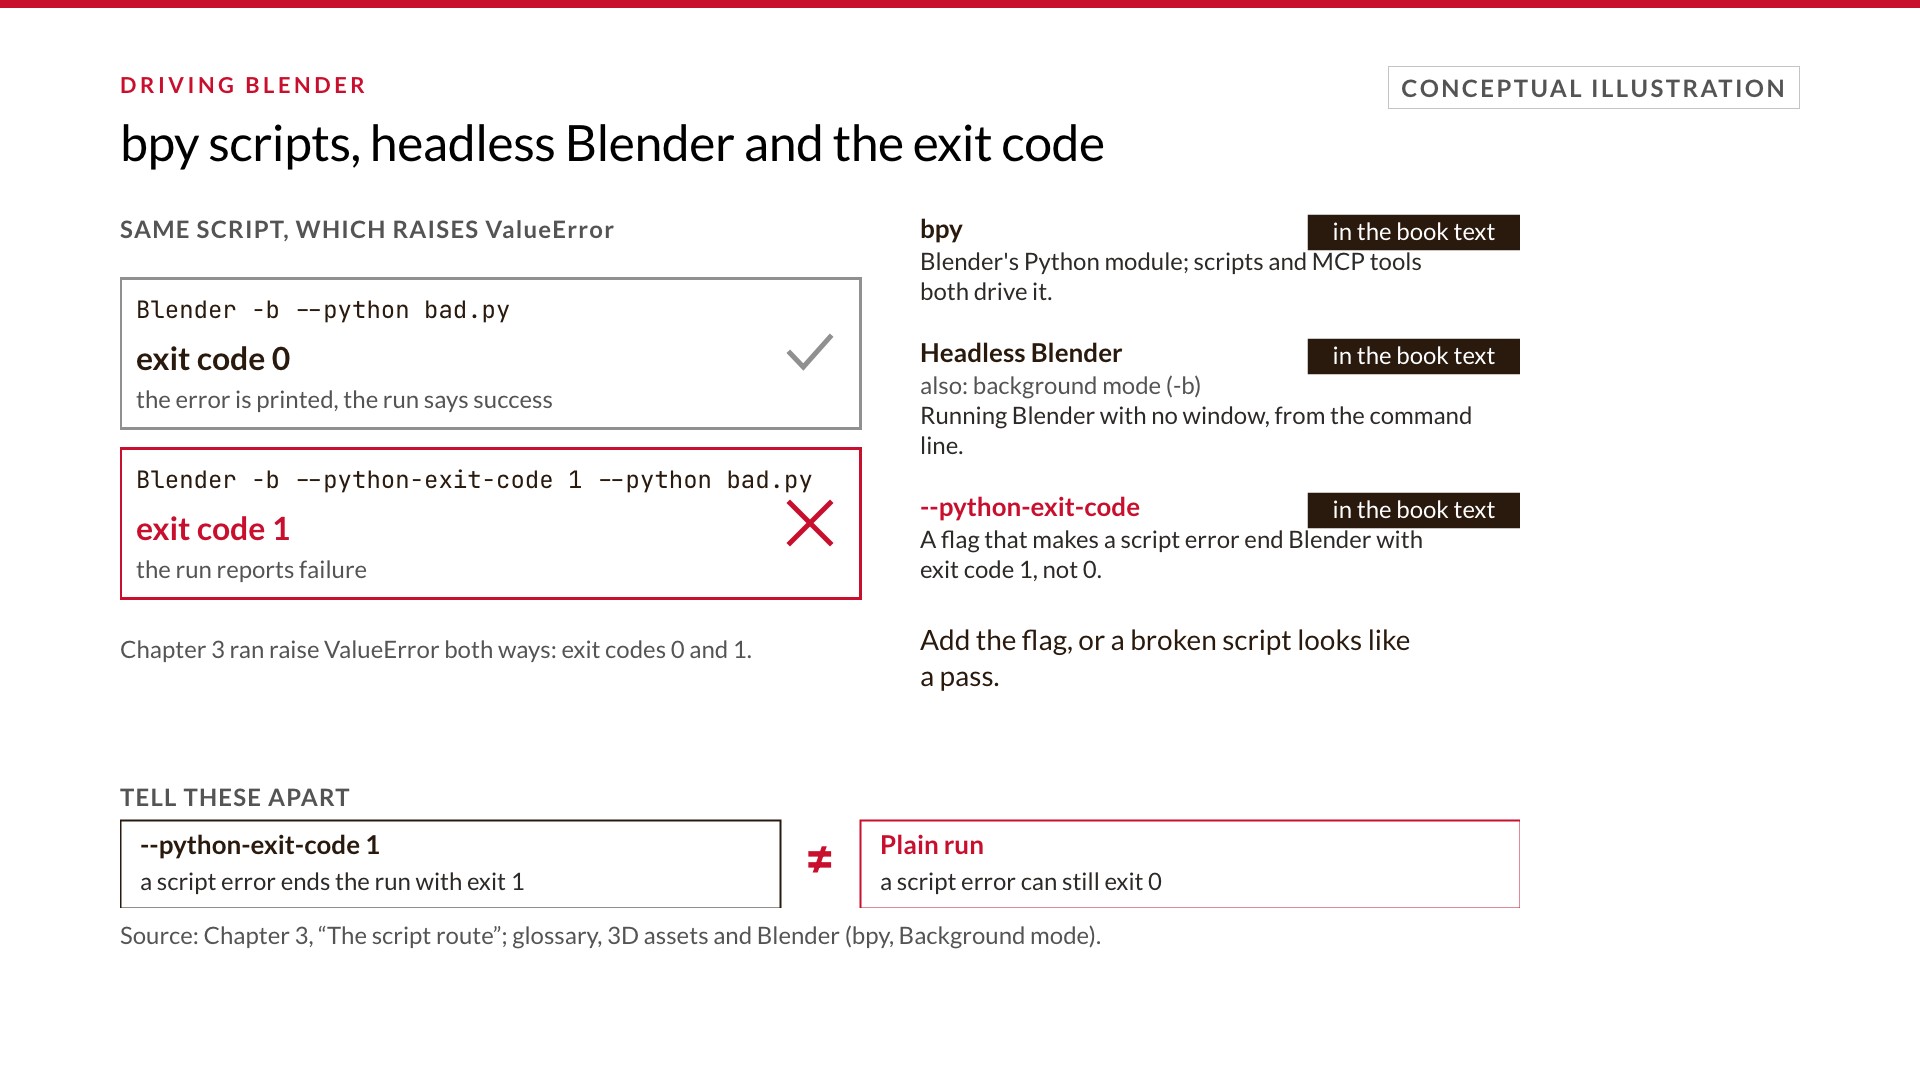 DRIVING BLENDER
CONCEPTUAL ILLUSTRATION
bpy scripts, headless Blender and the exit code
SAME SCRIPT, WHICH RAISES ValueError
Blender -b --python bad.py
exit code 0
the error is printed, the run says success
Blender -b --python-exit-code 1 --python bad.py
exit code 1
the run reports failure
Chapter 3 ran raise ValueError both ways: exit codes 0 and 1.
bpy
in the book text
Blender's Python module; scripts and MCP tools
both drive it.
Headless Blender
in the book text
also: background mode (-b)
Running Blender with no window, from the command
line.
--python-exit-code
in the book text
A flag that makes a script error end Blender with
exit code 1, not 0.
Add the flag, or a broken script looks like
a pass.
TELL THESE APART
--python-exit-code 1
a script error ends the run with exit 1
≠
Plain run
a script error can still exit 0
Source: Chapter 3, “The script route”; glossary, 3D assets and Blender (bpy, Background mode).